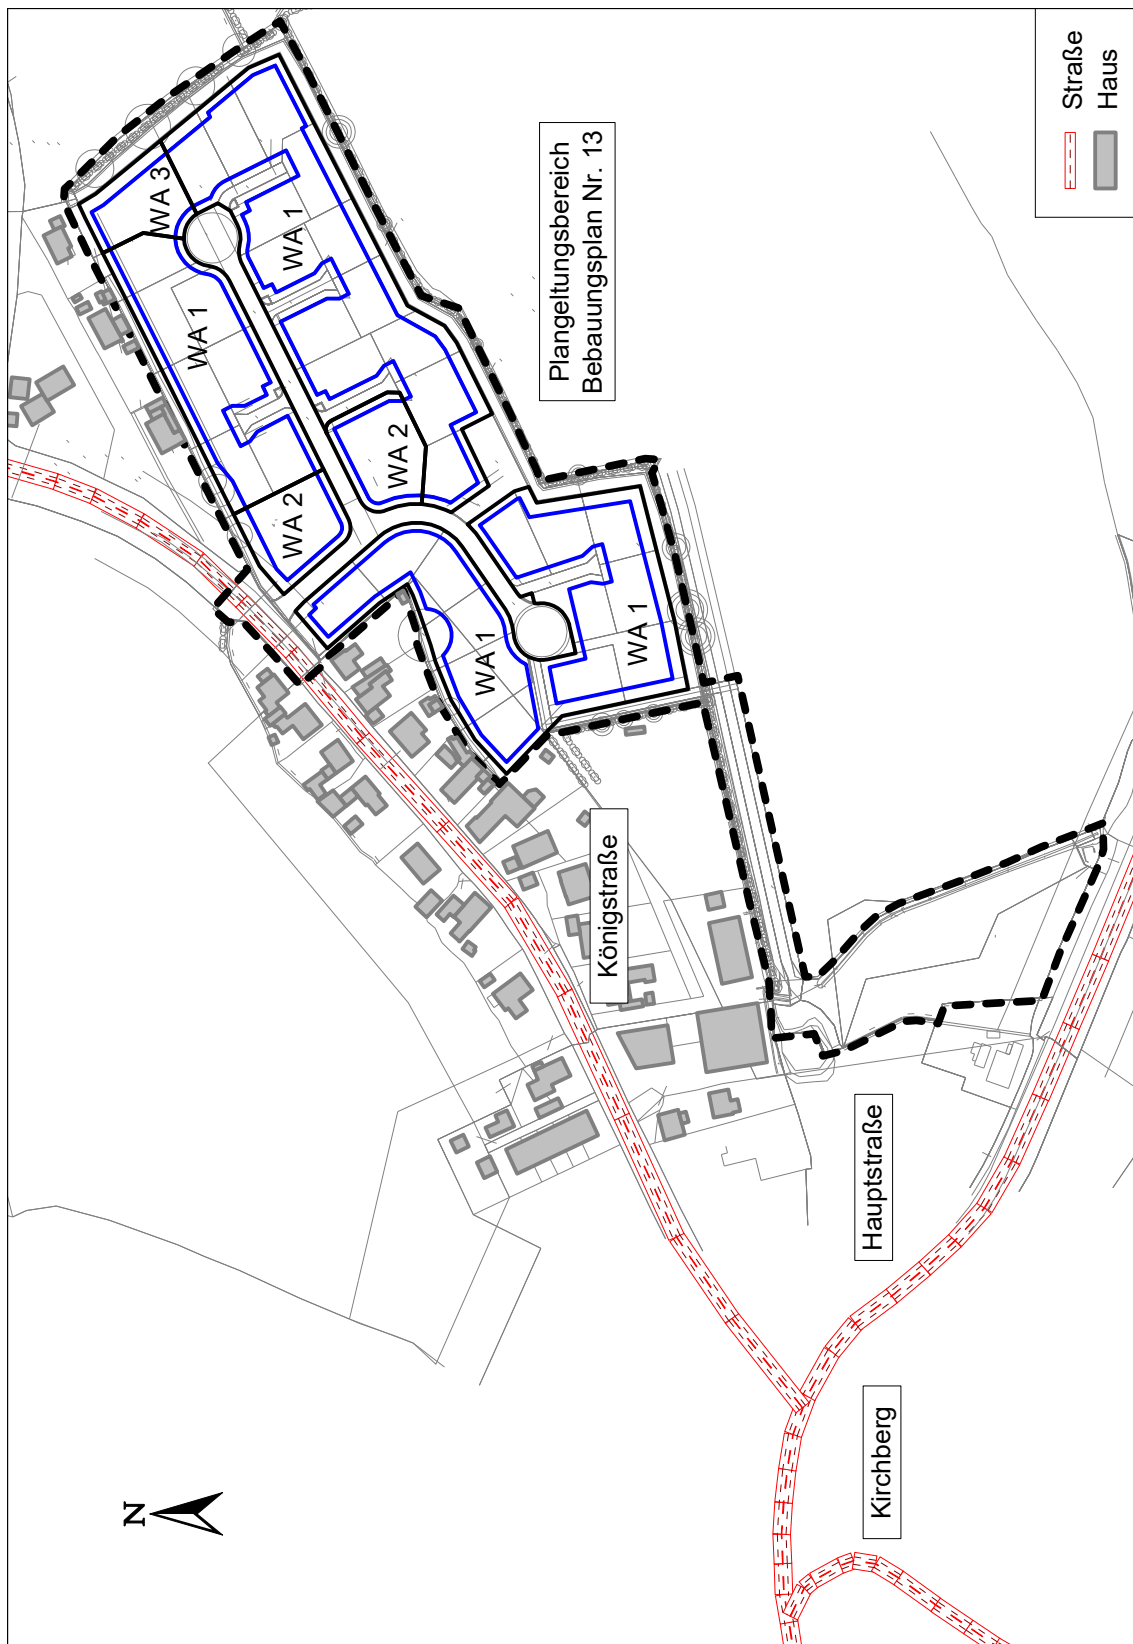 N
WA 3
WA 1
WA 1
WA 2
WA 2
WA 1
WA 1
Plangeltungsbereich
Bebauungsplan Nr. 13
Königstraße
Hauptstraße
Kirchberg
Straße
Haus